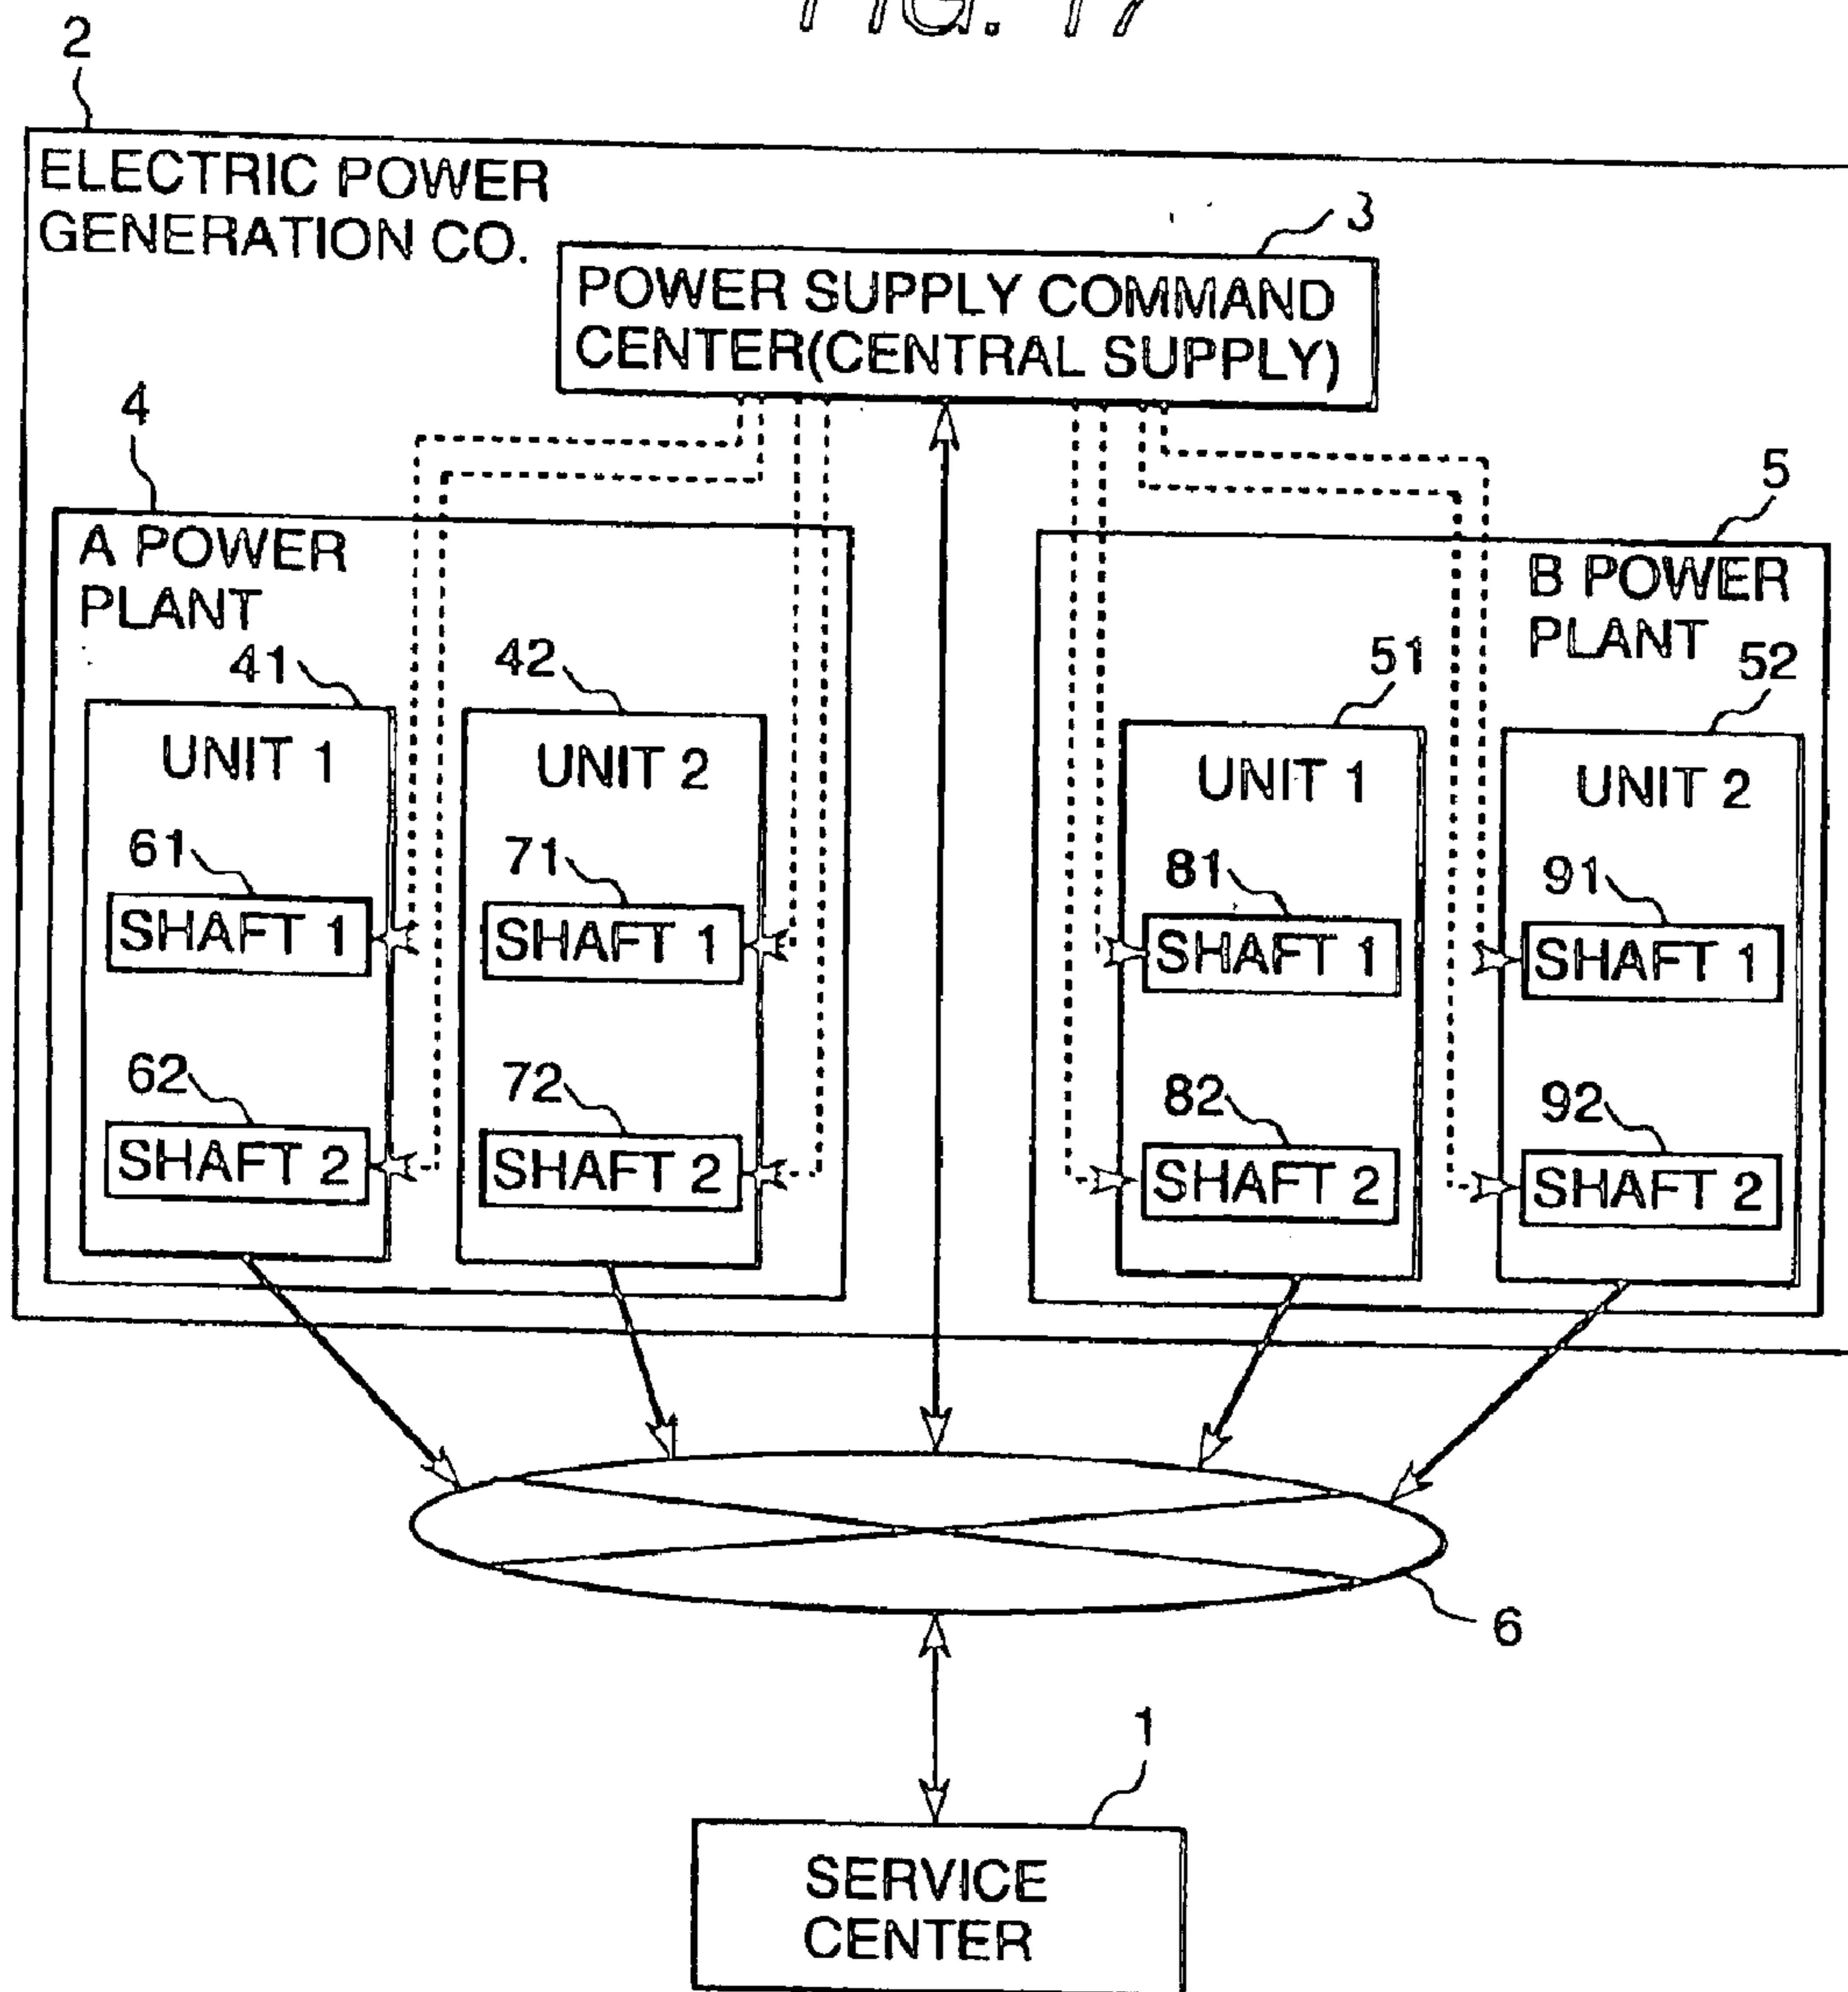 FIG. 17
2
ELECTRIC POWER
GENERATION CO.
3
POWER SUPPLY COMMAND
CENTER(CENTRAL SUPPLY)
4
5
A POWER
PLANT
B POWER
PLANT
41
42
51
52
UNIT 1
UNIT 2
UNIT 1
UNIT 2
61
71
81
91
SHAFT 1
SHAFT 1
SHAFT 1
SHAFT 1
62
72
82
92
SHAFT 2
SHAFT 2
SHAFT 2
SHAFT 2
6
1
SERVICE
CENTER